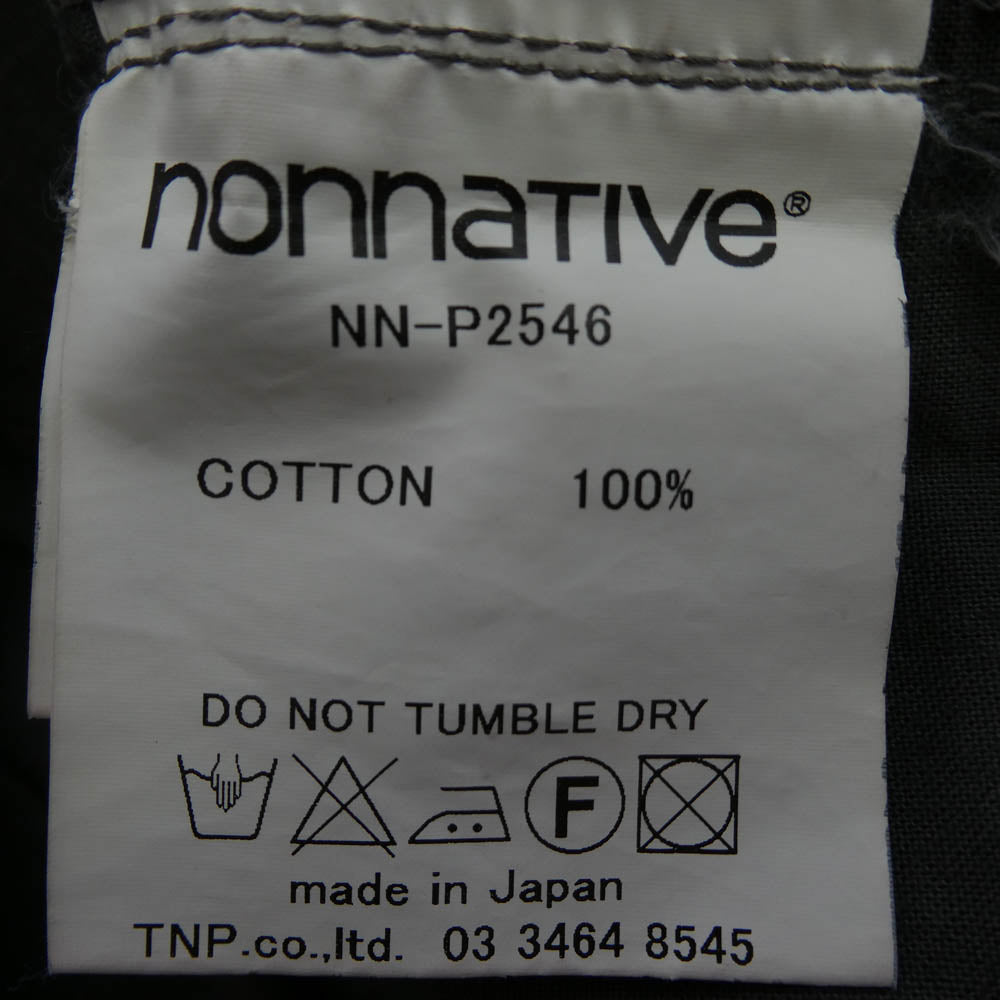 nonnative®
NN-P2546
COTTON 100%
DO NOT TUMBLE DRY
F
made in Japan
TNP.co.,ltd. 03 3464 8545